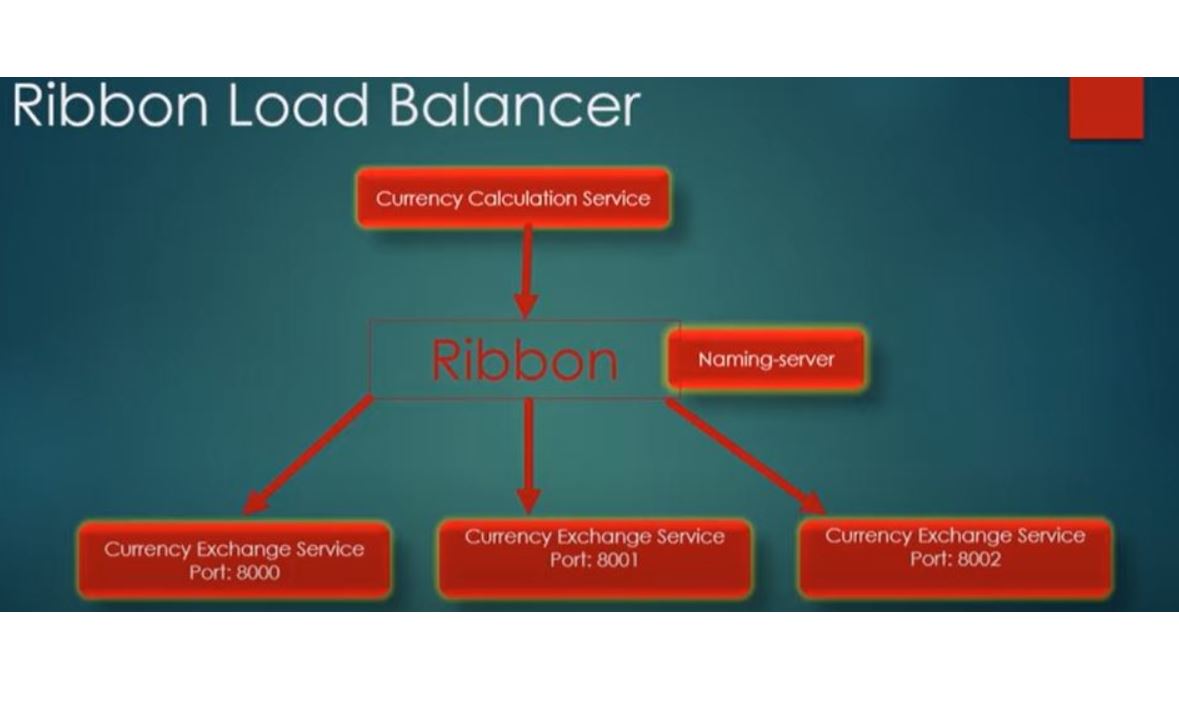 Ribbon Load Balancer
Currency Calculation Service
Ribbon
Naming-server
Currency Exchange Service
Port: 8000
Currency Exchange Service
Port: 8001
Currency Exchange Service
Port: 8002